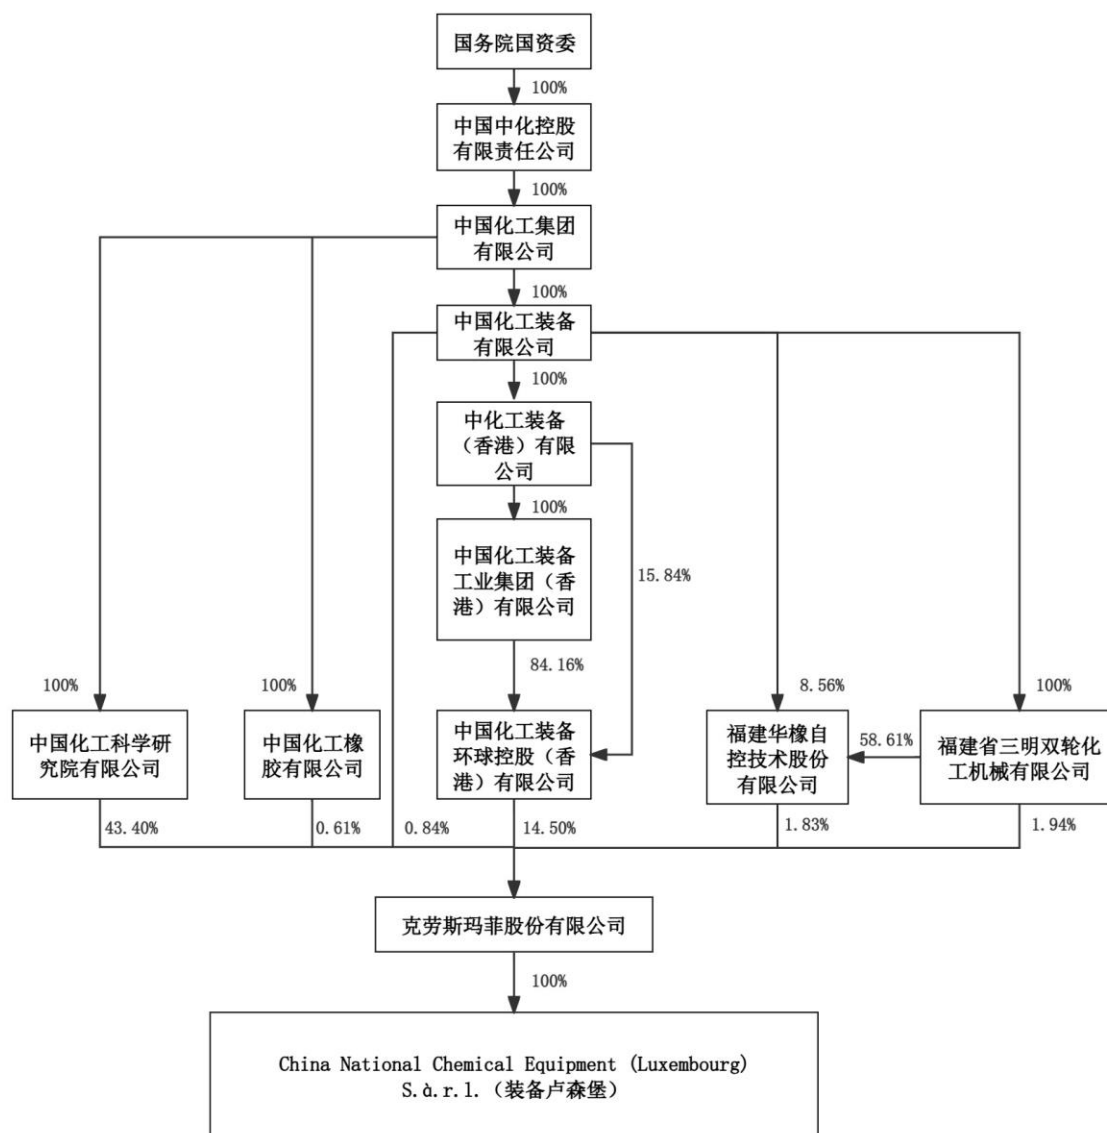 国务院国资委
100%
中国中化控股
有限责任公司
100%
中国化工集团
有限公司
100%
中国化工装备
有限公司
100%
中化工装备
（香港）有限
公司
100%
中国化工装备
工业集团（香
港）有限公司
15.84%
84.16%
100%
100%
8.56%
100%
中国化工科学研
究院有限公司
中国化工橡
胶有限公司
中国化工装备
环球控股（香
港）有限公司
福建华橡自
控技术股份
有限公司
58.61%
福建省三明双轮化
工机械有限公司
43.40%
0.61%
0.84%
14.50%
1.83%
1.94%
克劳斯玛菲股份有限公司
100%
China National Chemical Equipment (Luxembourg)
S.à.r.l.（装备卢森堡）